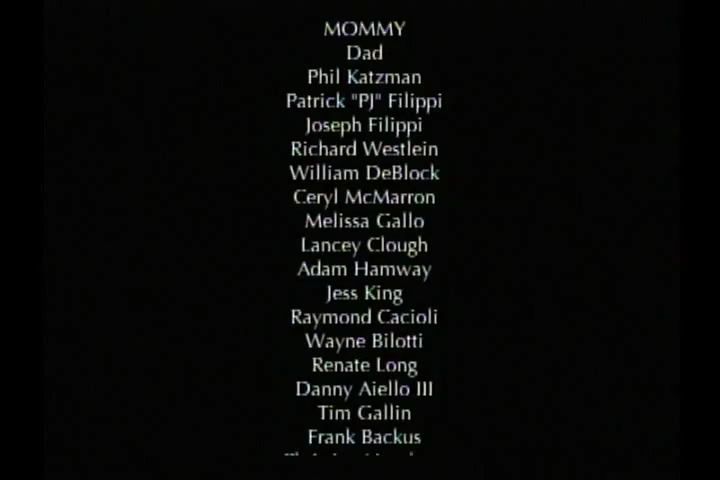 MOMMY
Dad
Phil Katzman
Patrick "PJ" Filippi
Joseph Filippi
Richard Westlein
William DeBlock
Ceryl McMarron
Melissa Gallo
Lancey Clough
Adam Hamway
Jess King
Raymond Cacioli
Wayne Bilotti
Renate Long
Danny Aiello III
Tim Gallin
Frank Backus